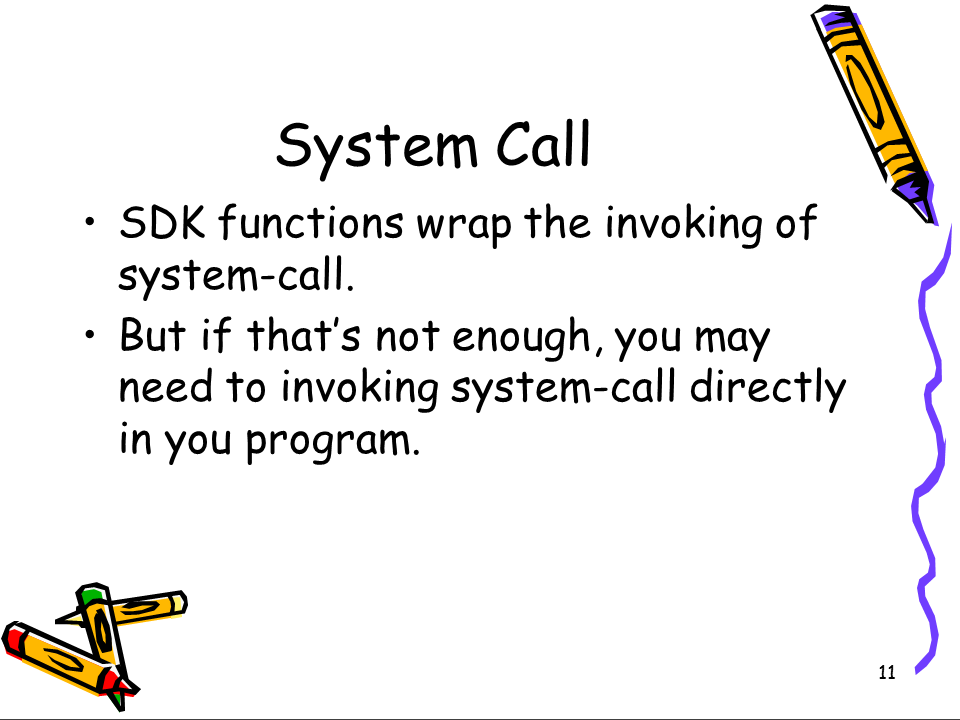 System Call
• SDK functions wrap the invoking of
system-call.
• But if that’s not enough, you may
need to invoking system-call directly
in you program.
11